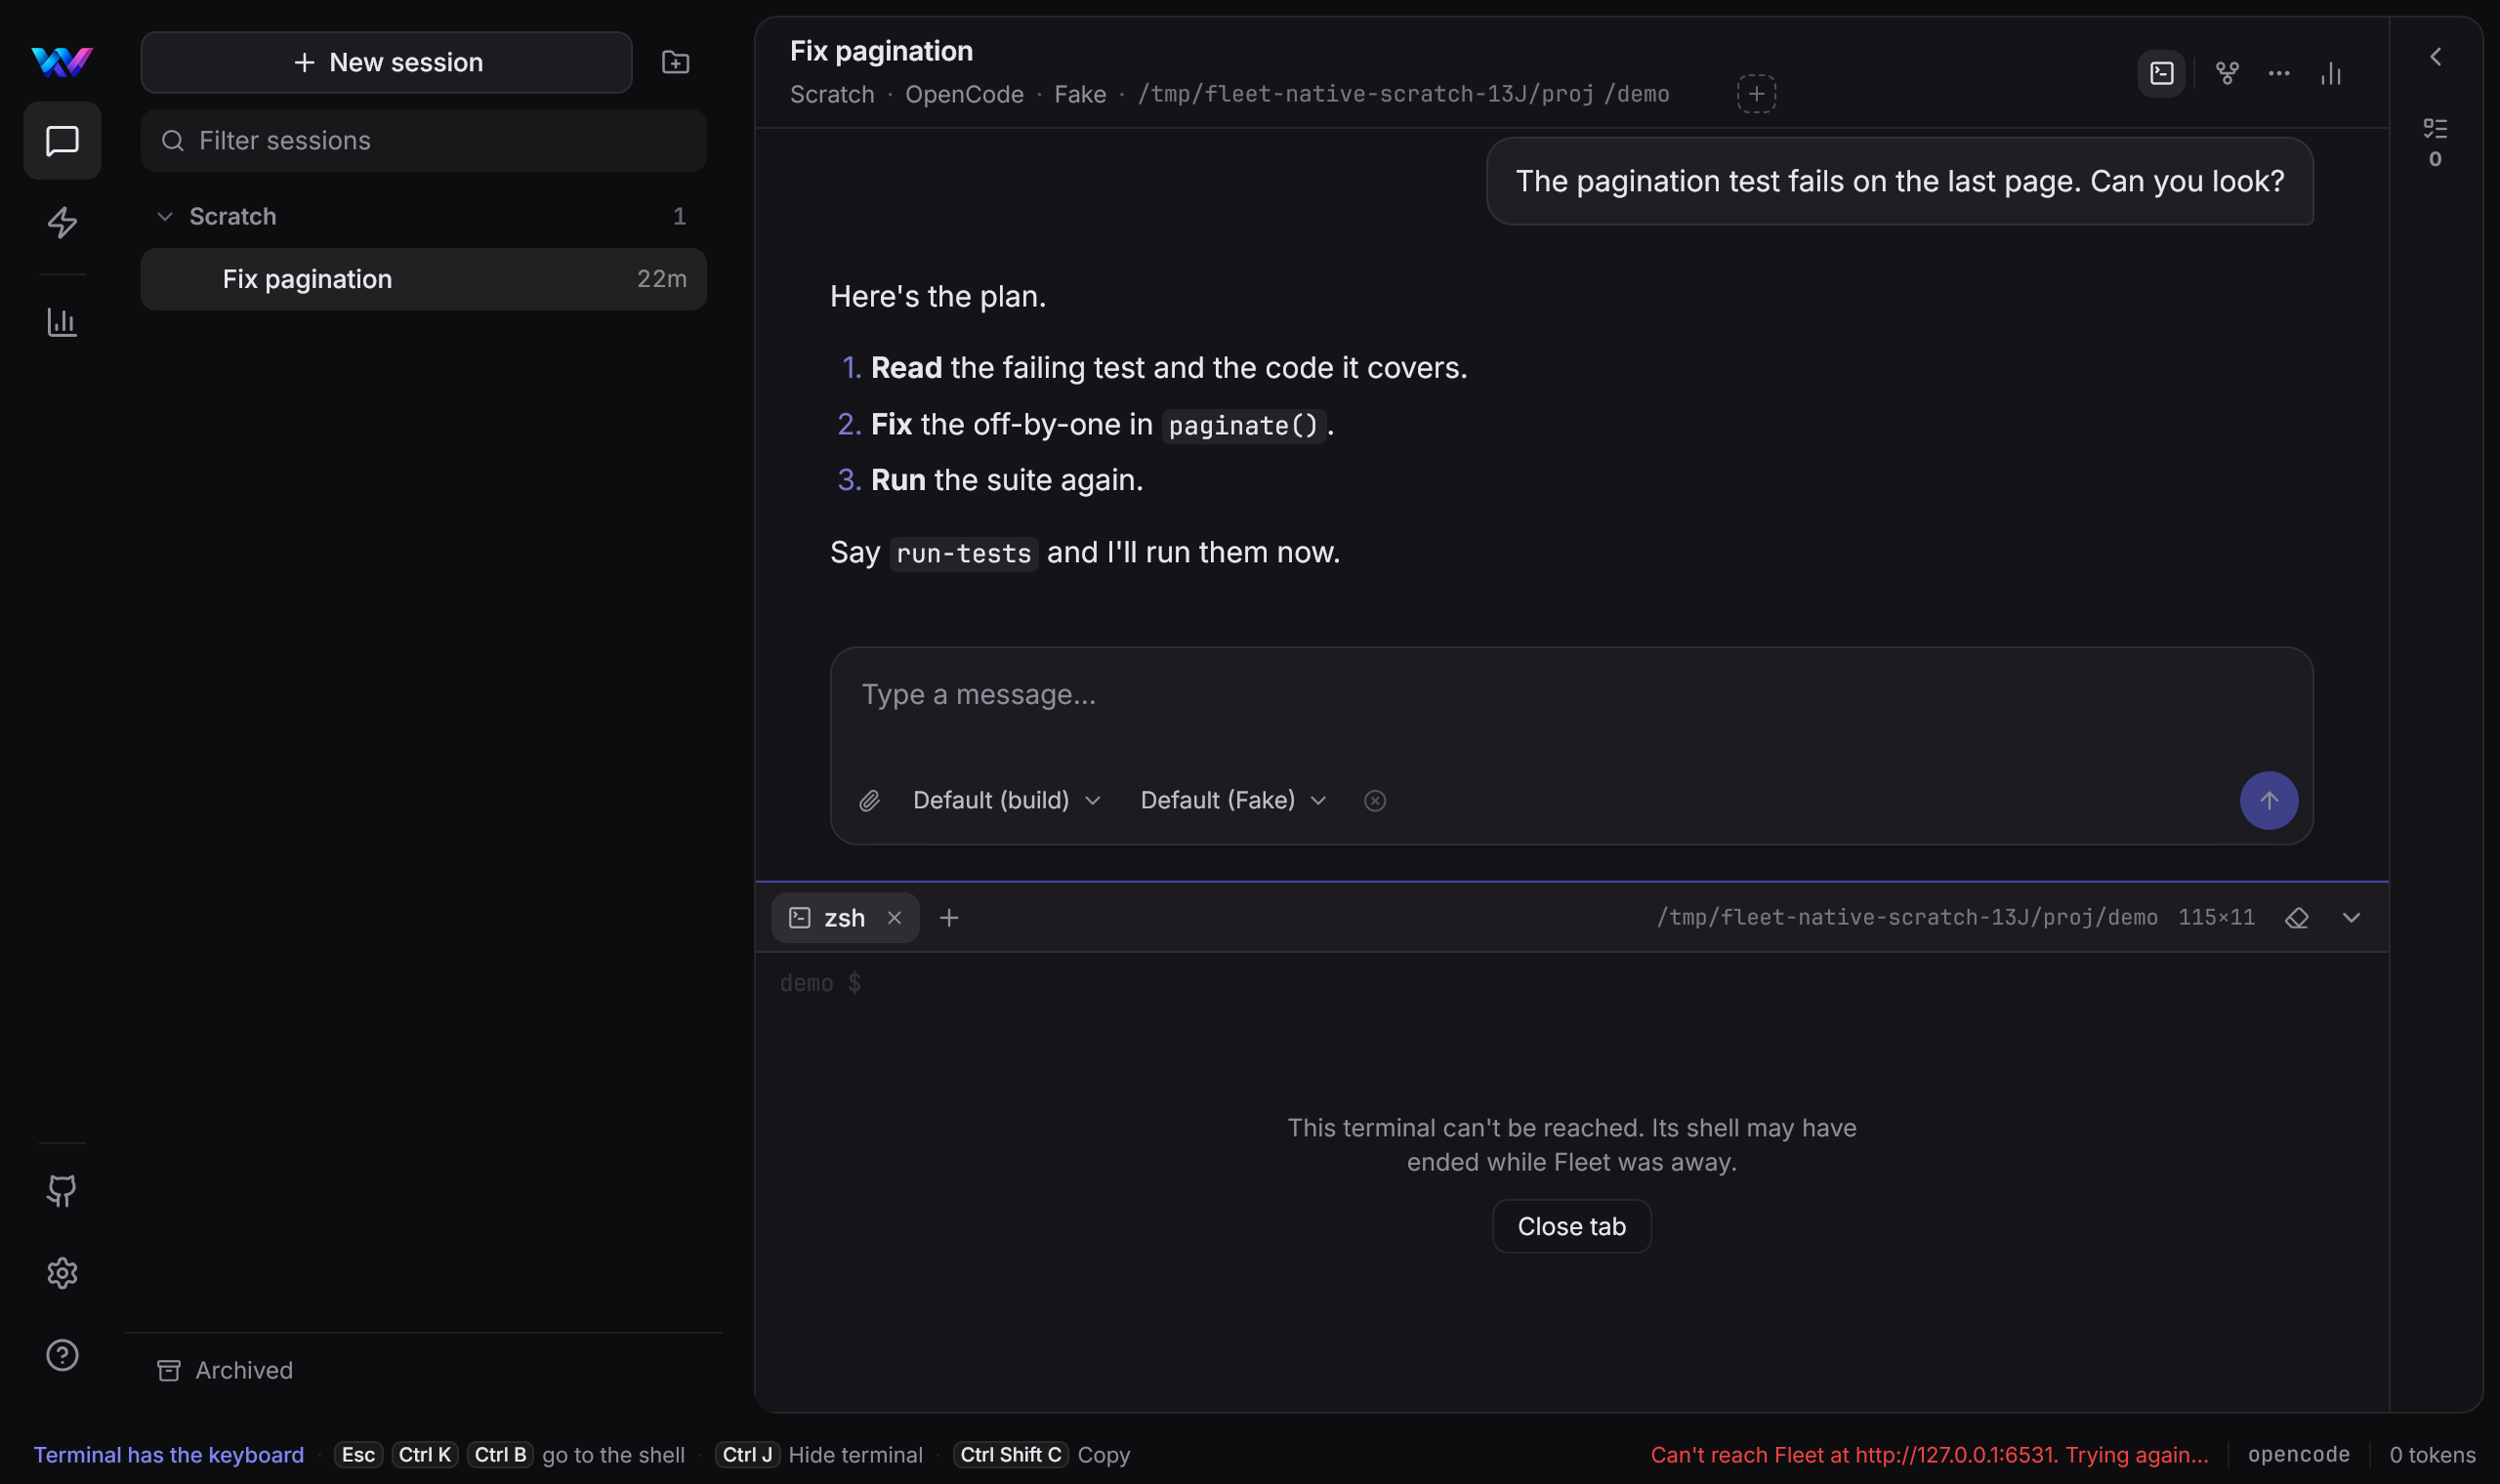 New session
Filter sessions
Scratch 1
Fix pagination 22m
Archived
Fix pagination
Scratch · OpenCode · Fake · /tmp/fleet-native-scratch-13J/proj /demo
0
The pagination test fails on the last page. Can you look?
Here's the plan.
1. Read the failing test and the code it covers.
2. Fix the off-by-one in paginate().
3. Run the suite again.
Say run-tests and I'll run them now.
Type a message...
Default (build) Default (Fake)
zsh /tmp/fleet-native-scratch-13J/proj/demo 115×11
demo $
This terminal can't be reached. Its shell may have
ended while Fleet was away.
Close tab
Terminal has the keyboard · Esc Ctrl K Ctrl B go to the shell · Ctrl J Hide terminal · Ctrl Shift C Copy
Can't reach Fleet at http://127.0.0.1:6531. Trying again... opencode 0 tokens